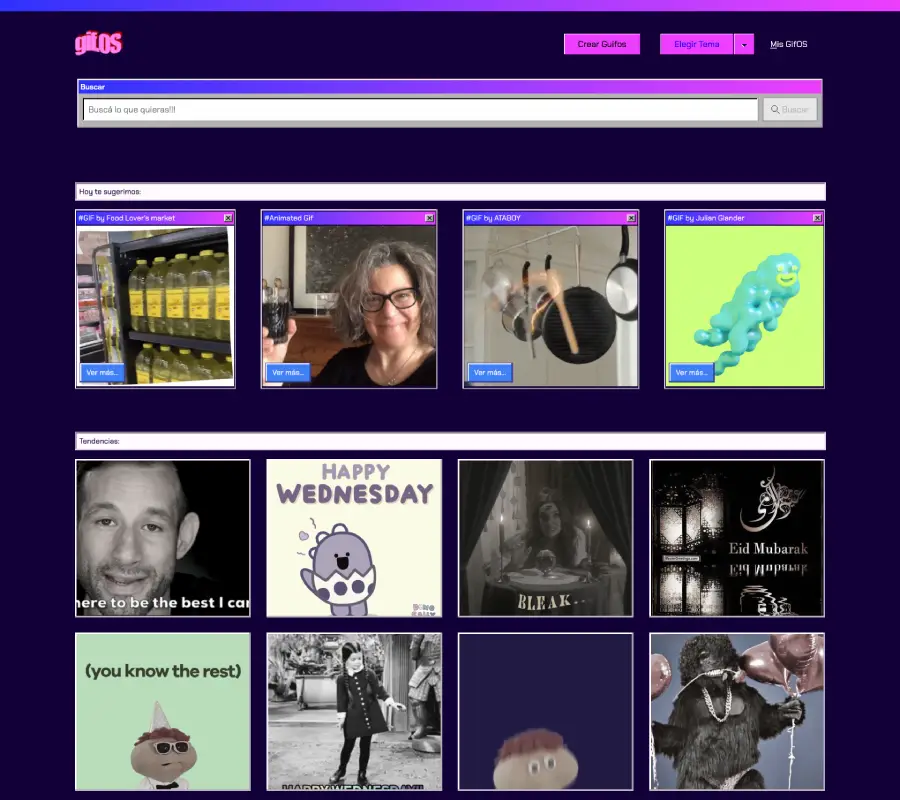 gifOS
Crear Guifos
Elegir Tema
Mis GifOS
Buscar
Buscá lo que quieras!!!
Buscar
Hoy te sugerimos:
#GIF by Food Lover's market
#Animated Gif
#GIF by ATABOY
#GIF by Julian Glander
Ver más...
Ver más...
Ver más...
Ver más...
Tendencias:
here to be the best I can
HAPPY
WEDNESDAY
BLEAK...
Eid Mubarak
(you know the rest)
HAPPY WEDNESDAY!!